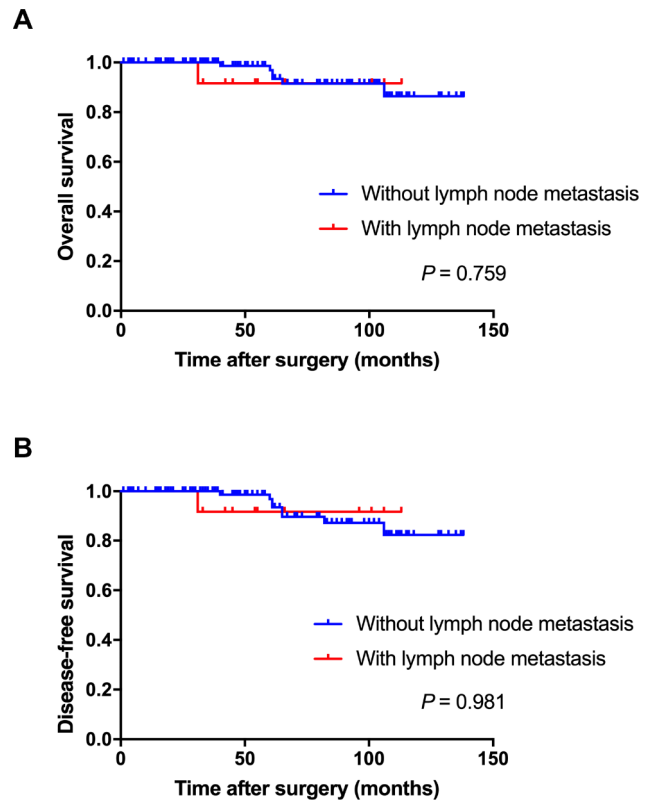 A
1.0
0.8
0.6
0.4
0.2
0.0
Overall survival
Without lymph node metastasis
With lymph node metastasis
P = 0.759
0 50 100 150
Time after surgery (months)
B
1.0
0.8
0.6
0.4
0.2
0.0
Disease-free survival
Without lymph node metastasis
With lymph node metastasis
P = 0.981
0 50 100 150
Time after surgery (months)